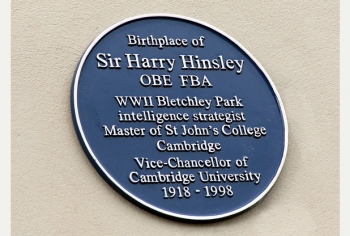 Birthplace of
Sir Harry Hinsley
OBE FBA
WWII Bletchley Park
intelligence strategist
Master of St John's College
Cambridge
Vice-Chancellor of
Cambridge University
1918 - 1998